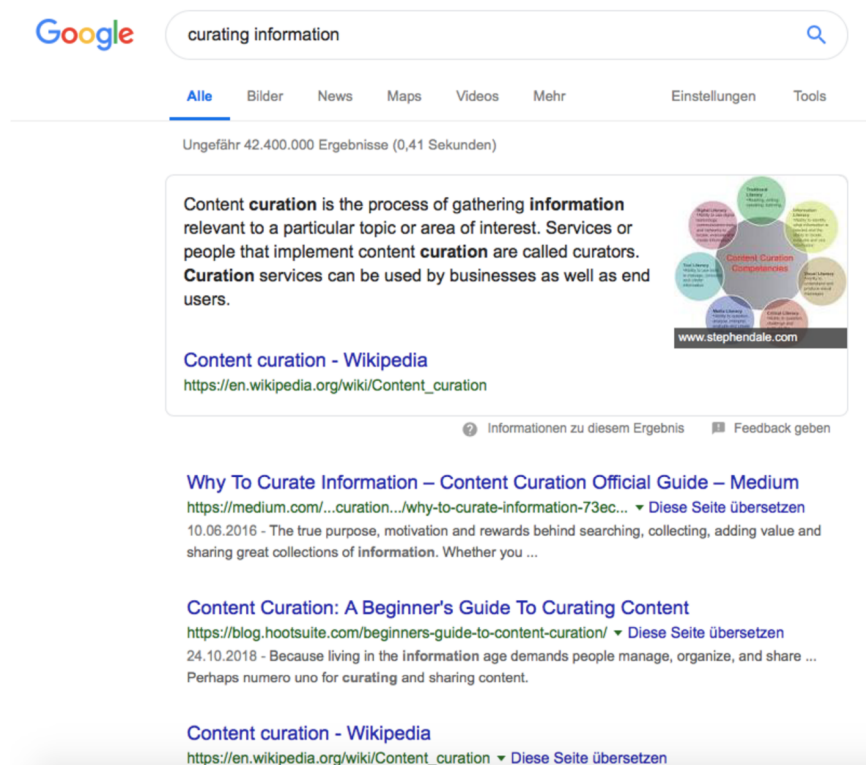 Google
curating information
Alle Bilder News Maps Videos Mehr Einstellungen Tools
Ungefähr 42.400.000 Ergebnisse (0,41 Sekunden)
Content curation is the process of gathering information
relevant to a particular topic or area of interest. Services or
people that implement content curation are called curators.
Curation services can be used by businesses as well as end
users.
Content Curation
Competencies
www.stephendale.com
Content curation - Wikipedia
https://en.wikipedia.org/wiki/Content_curation
Informationen zu diesem Ergebnis Feedback geben
Why To Curate Information – Content Curation Official Guide – Medium
https://medium.com/...curation.../why-to-curate-information-73ec... Diese Seite übersetzen
10.06.2016 - The true purpose, motivation and rewards behind searching, collecting, adding value and
sharing great collections of information. Whether you ...
Content Curation: A Beginner's Guide To Curating Content
https://blog.hootsuite.com/beginners-guide-to-content-curation/ Diese Seite übersetzen
24.10.2018 - Because living in the information age demands people manage, organize, and share ...
Perhaps numero uno for curating and sharing content.
Content curation - Wikipedia
https://en.wikipedia.org/wiki/Content_curation Diese Seite übersetzen